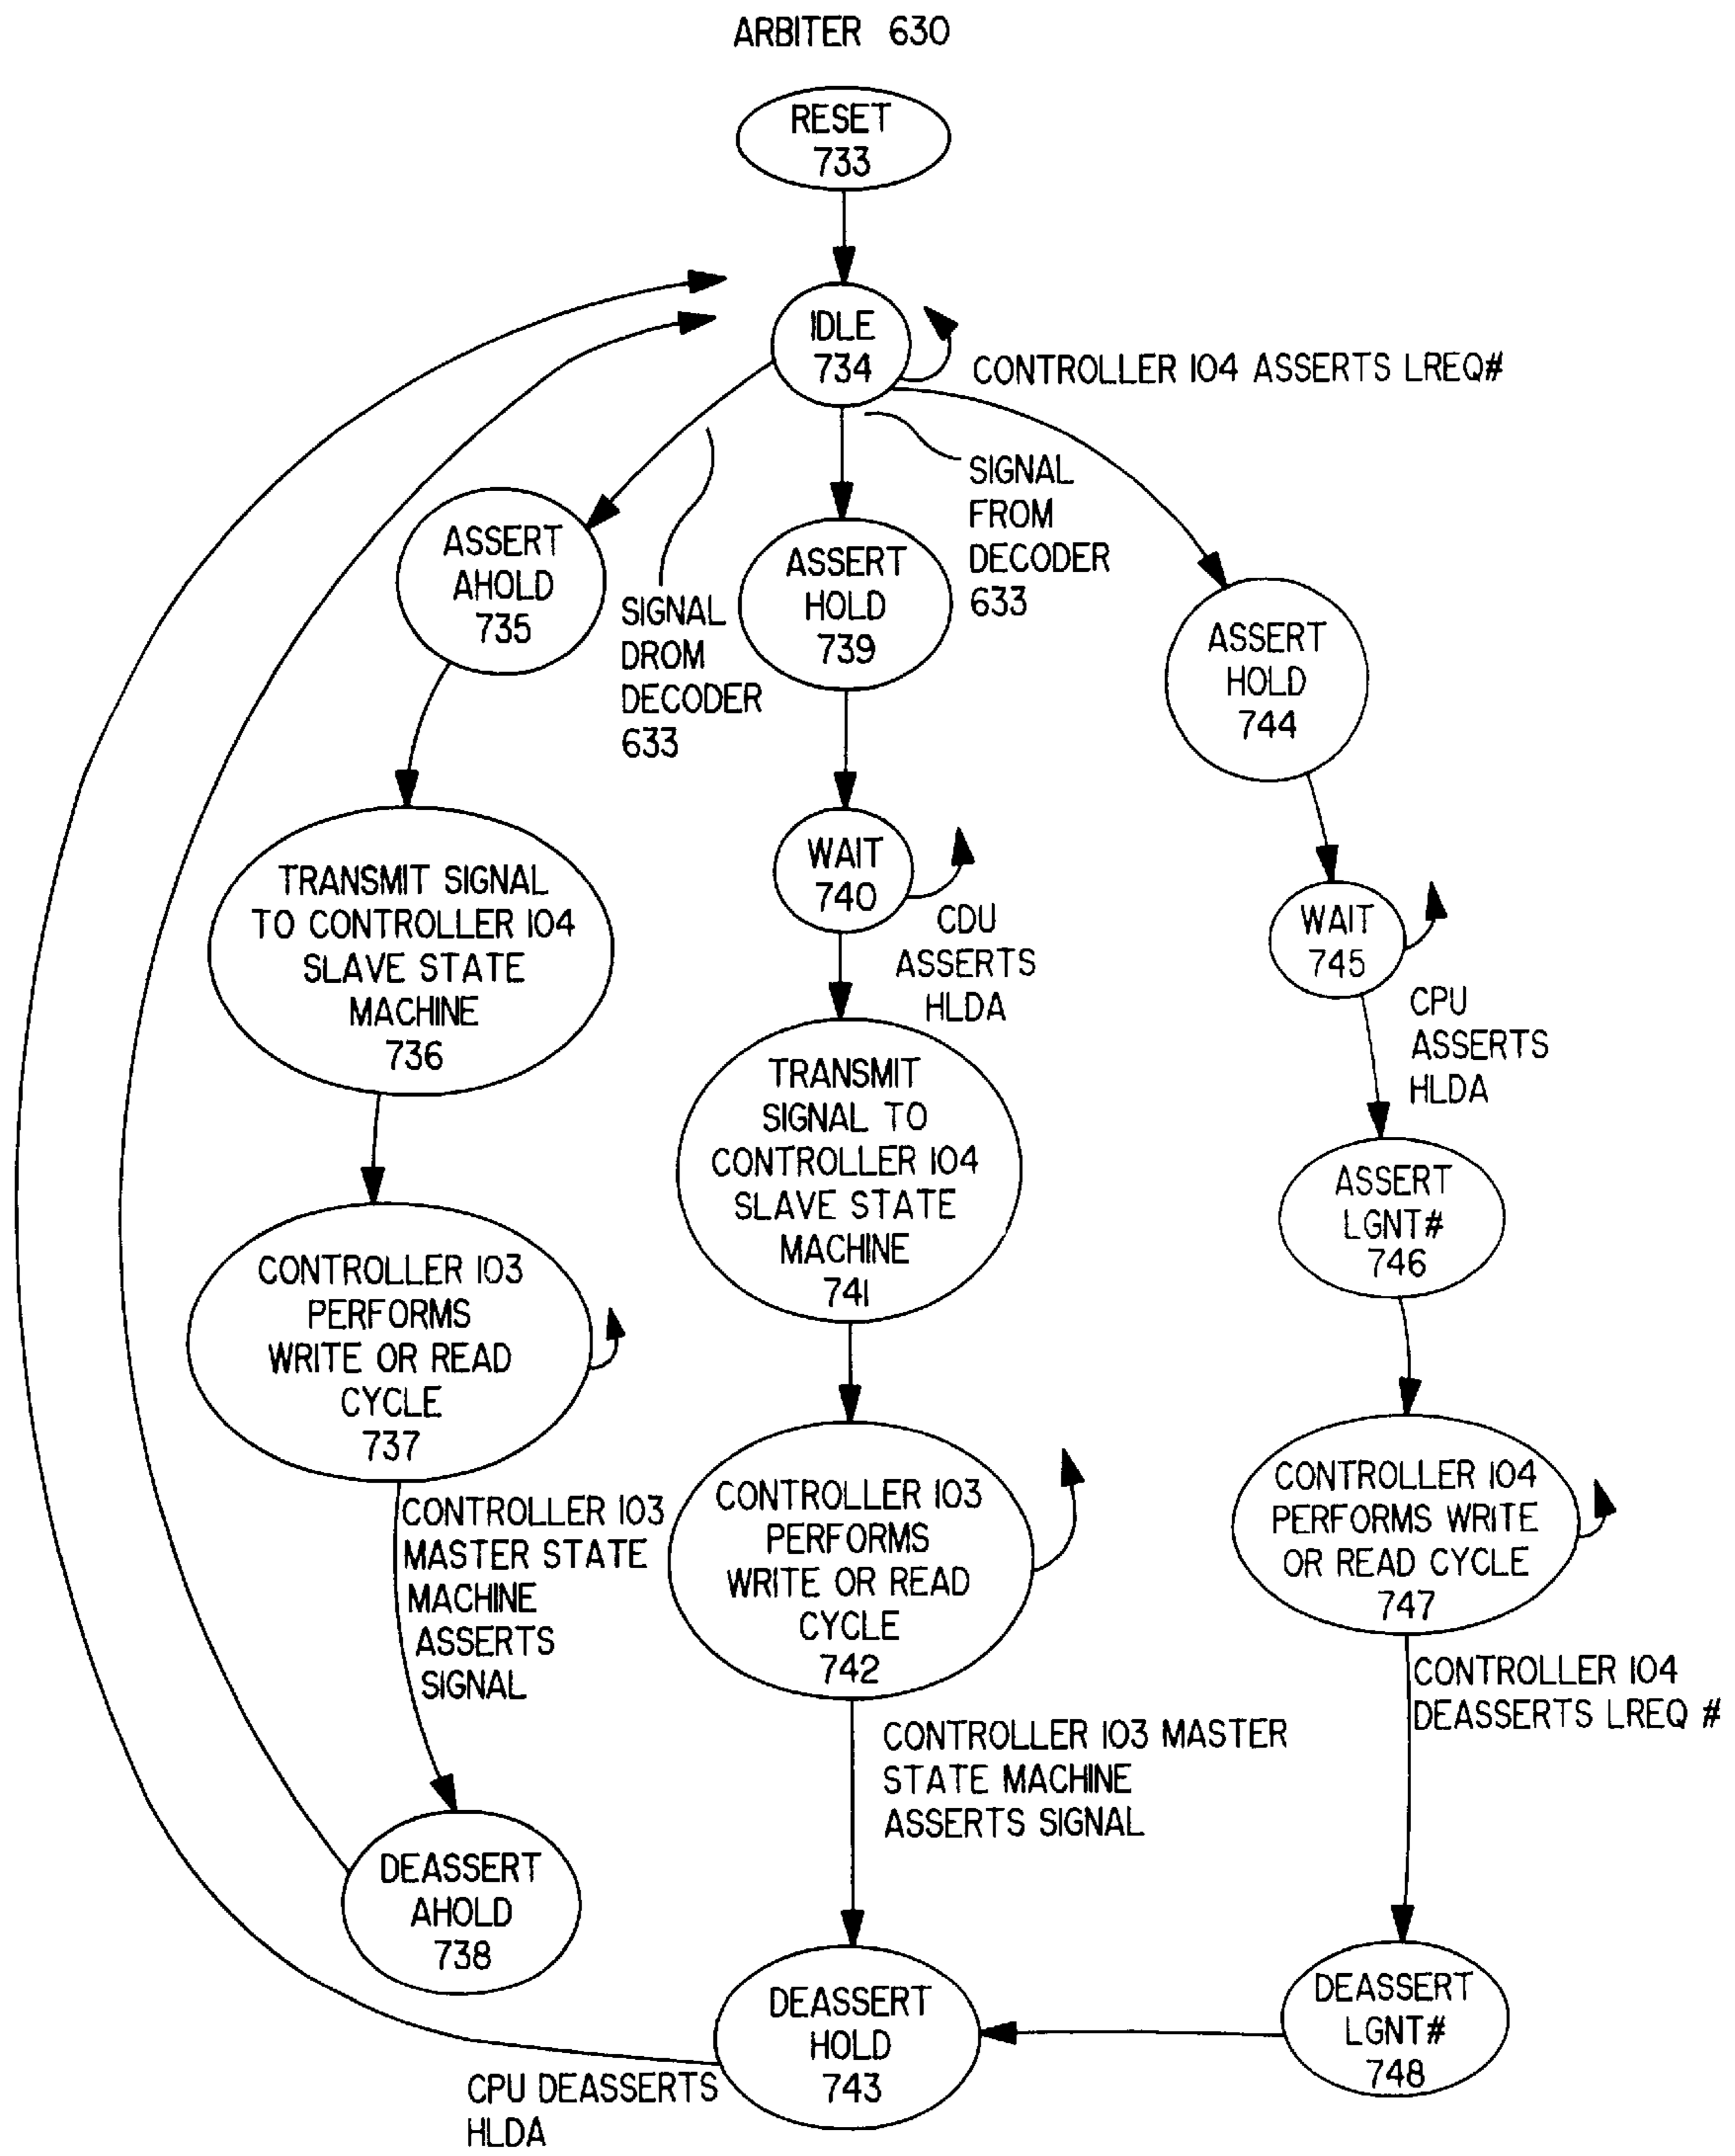 ARBITER 630
RESET
733
IDLE
734
CONTROLLER 104 ASSERTS LREQ#
SIGNAL
FROM
DECODER
633
ASSERT
AHOLD
735
SIGNAL
DROM
DECODER
633
ASSERT
HOLD
739
ASSERT
HOLD
744
TRANSMIT SIGNAL
TO CONTROLLER 104
SLAVE STATE
MACHINE
736
WAIT
740
CDU
ASSERTS
HLDA
WAIT
745
CPU
ASSERTS
HLDA
TRANSMIT
SIGNAL TO
CONTROLLER 104
SLAVE STATE
MACHINE
741
ASSERT
LGNT#
746
CONTROLLER 103
PERFORMS
WRITE OR READ
CYCLE
737
CONTROLLER 103
MASTER STATE
MACHINE
ASSERTS
SIGNAL
CONTROLLER 103
PERFORMS
WRITE OR READ
CYCLE
742
CONTROLLER 104
PERFORMS WRITE
OR READ CYCLE
747
CONTROLLER 104
DEASSERTS LREQ #
CONTROLLER 103 MASTER
STATE MACHINE
ASSERTS SIGNAL
DEASSERT
AHOLD
738
DEASSERT
HOLD
743
DEASSERT
LGNT#
748
CPU DEASSERTS
HLDA